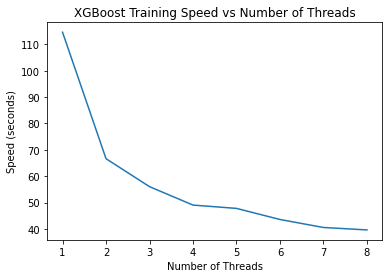 XGBoost Training Speed vs Number of Threads
110
100
90
80
70
60
50
40
Speed (seconds)
1 2 3 4 5 6 7 8
Number of Threads